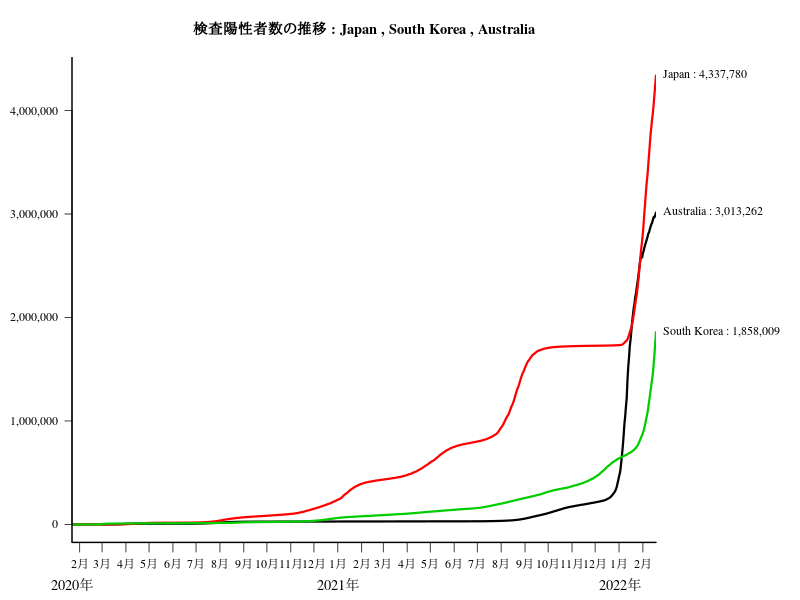 検査陽性者数の推移 : Japan , South Korea , Australia
Japan : 4,337,780
4,000,000
Australia : 3,013,262
3,000,000
South Korea : 1,858,009
2,000,000
1,000,000
0
2月 3月 4月 5月 6月 7月 8月 9月 10月 11月 12月 1月 2月 3月 4月 5月 6月 7月 8月 9月 10月 11月 12月 1月 2月
2020年 2021年 2022年